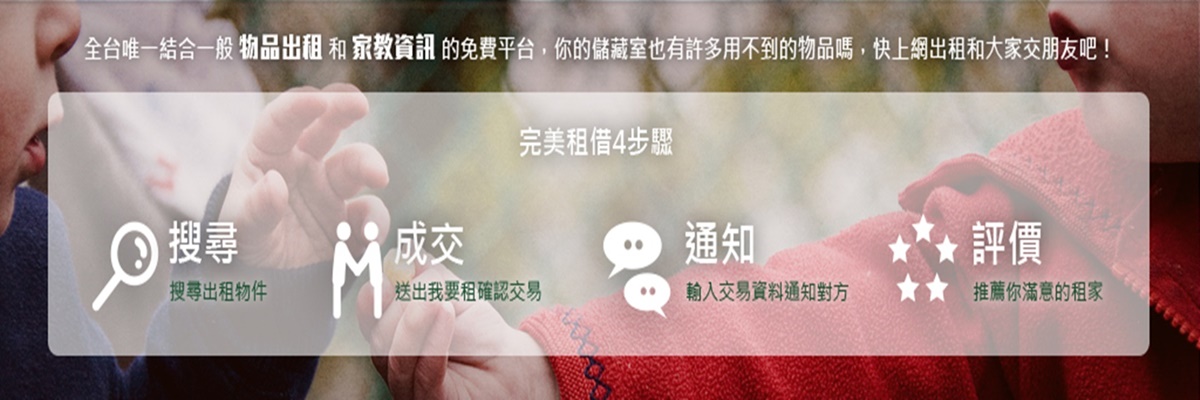 全台唯一結合一般 物品出租 和 家教資訊 的免費平台，你的儲藏室也有許多用不到的物品嗎，快上網出租和大家交朋友吧！
完美租借4步驟
搜尋
搜尋出租物件
成交
送出我要租確認交易
通知
輸入交易資料通知對方
評價
推薦你滿意的租家